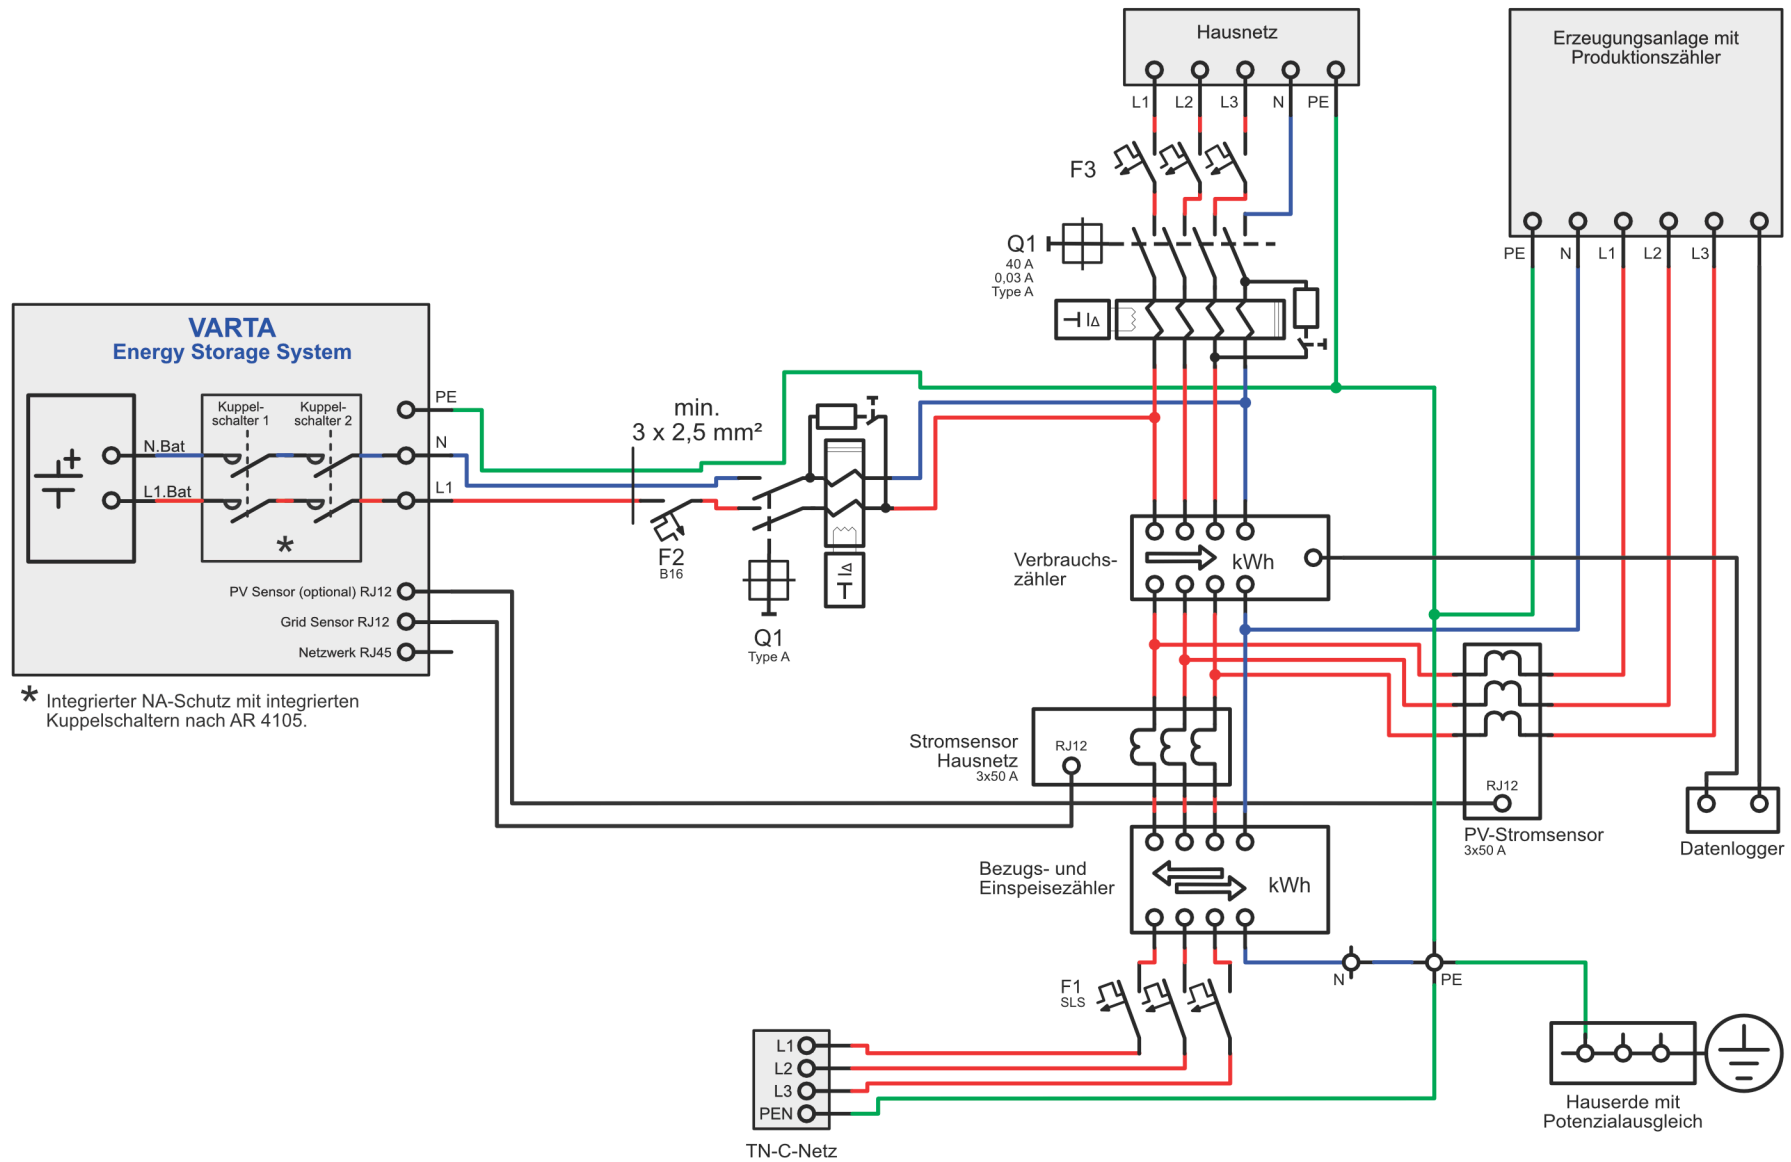 Hausnetz
L1
L2
L3
N
PE
F3
Q1
40 A
0,03 A
Type A
I∆
Erzeugungsanlage mit
Produktionszähler
PE
N
L1
L2
L3
VARTA
Energy Storage System
Kuppel-
schalter 1
Kuppel-
schalter 2
N.Bat
L1.Bat
+
*
PE
N
L1
PV Sensor (optional) RJ12
Grid Sensor RJ12
Netzwerk RJ45
* Integrierter NA-Schutz mit integrierten
Kuppelschaltern nach AR 4105.
min.
3 x 2,5 mm²
F2
B16
I∆
Q1
Type A
Verbrauchs-
zähler
kWh
Stromsensor
Hausnetz
3x50 A
RJ12
RJ12
PV-Stromsensor
3x50 A
Datenlogger
Bezugs- und
Einspeisezähler
kWh
F1
SLS
N
PE
L1
L2
L3
PEN
TN-C-Netz
Hauserde mit
Potenzialausgleich